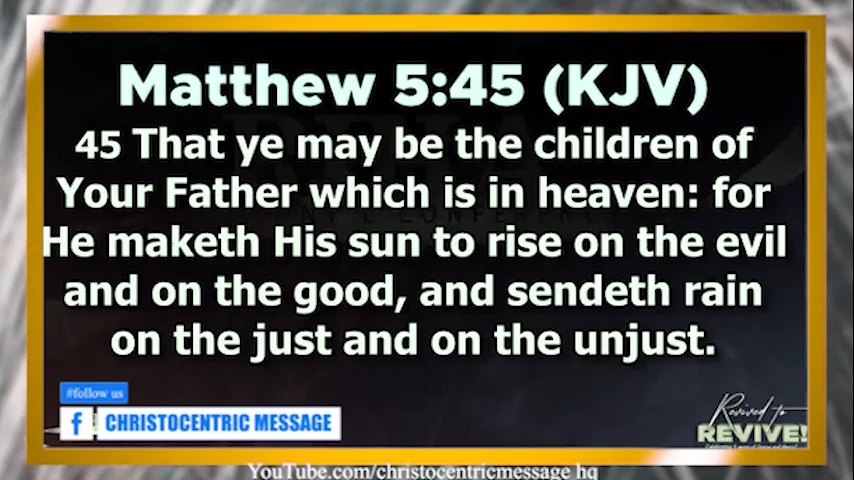 Matthew 5:45 (KJV)
45 That ye may be the children of
Your Father which is in heaven: for
He maketh His sun to rise on the evil
and on the good, and sendeth rain
on the just and on the unjust.
#follow us
f CHRISTOCENTRIC MESSAGE
Revived to
REVIVE!
YouTube.com/christocentricmessage hq